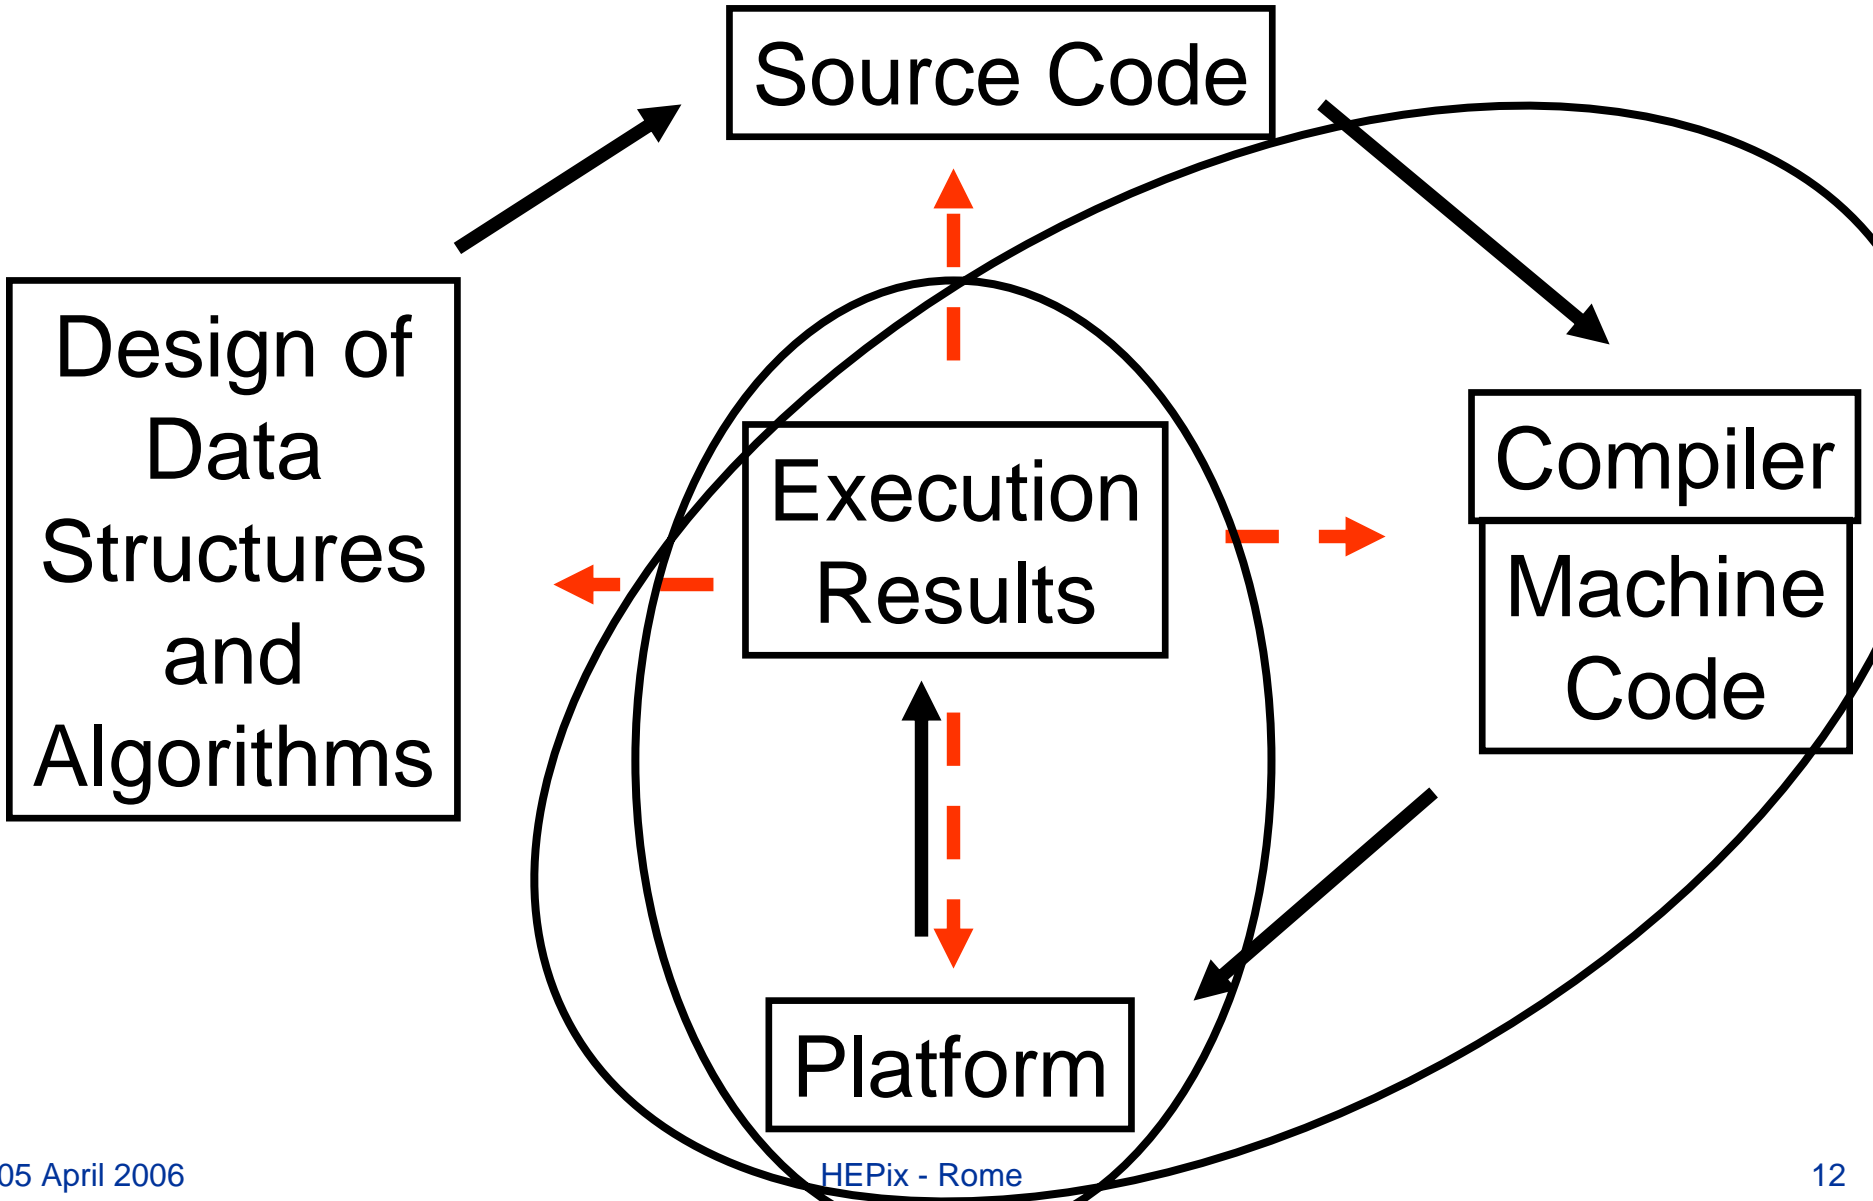 Source Code
Design of
Data
Structures
and
Algorithms
Execution
Results
Compiler
Machine
Code
Platform
05 April 2006
HEPix - Rome
12